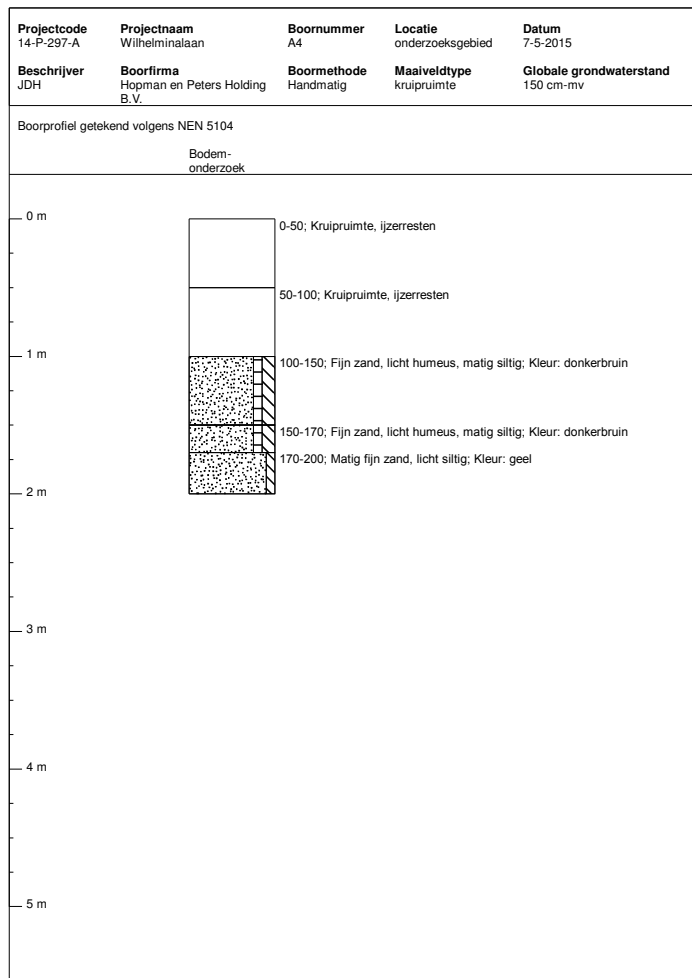 Projectcode Projectnaam Boornummer Locatie Datum
14-P-297-A Wilhelminalaan A4 onderzoeksgebied 7-5-2015
Beschrijver Boorfirma Boormethode Maaiveldtype Globale grondwaterstand
JDH Hopman en Peters Holding Handmatig kruipruimte 150 cm-mv
B.V.
Boorprofiel getekend volgens NEN 5104
Bodem-
onderzoek
0 m
0-50; Kruipruimte, ijzerresten
50-100; Kruipruimte, ijzerresten
1 m
100-150; Fijn zand, licht humeus, matig siltig; Kleur: donkerbruin
150-170; Fijn zand, licht humeus, matig siltig; Kleur: donkerbruin
170-200; Matig fijn zand, licht siltig; Kleur: geel
2 m
3 m
4 m
5 m